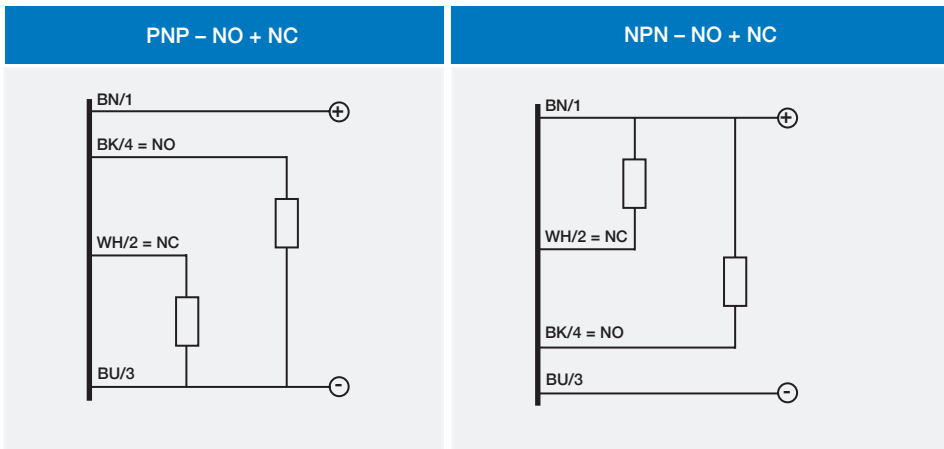 PNP – NO + NC
BN/1
+
BK/4 = NO
WH/2 = NC
BU/3
-
NPN – NO + NC
BN/1
+
WH/2 = NC
BK/4 = NO
BU/3
-